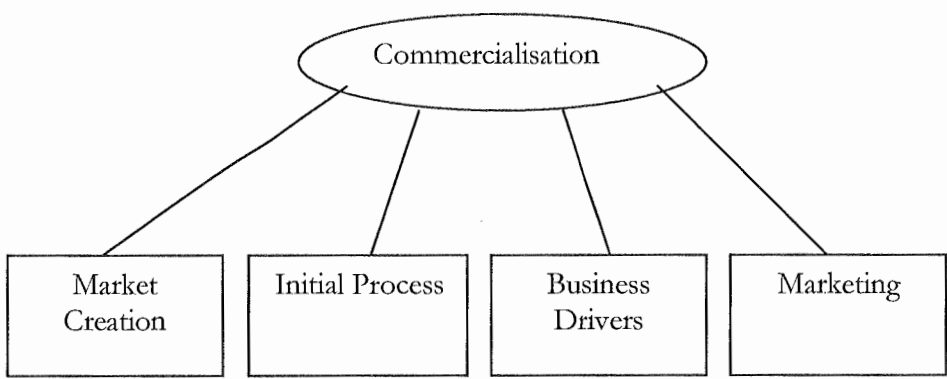 Commercialisation
Market
Creation
Initial Process
Business
Drivers
Marketing